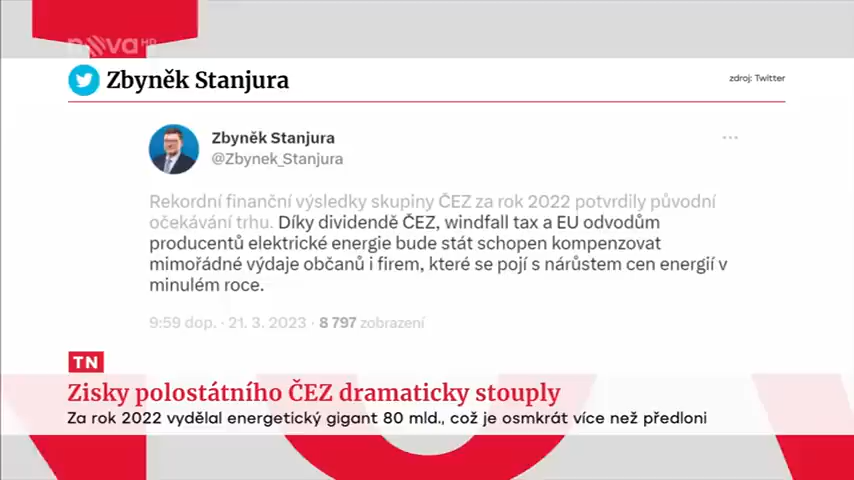 nova HD
Zbyněk Stanjura
zdroj: Twitter
Zbyněk Stanjura
@Zbynek_Stanjura
Rekordní finanční výsledky skupiny ČEZ za rok 2022 potvrdily původní
očekávání trhu. Díky dividendě ČEZ, windfall tax a EU odvodům
producentů elektrické energie bude stát schopen kompenzovat
mimořádné výdaje občanů i firem, které se pojí s nárůstem cen energií v
minulém roce.
9:59 dop. · 21. 3. 2023 · 8 797 zobrazení
TN
Zisky polostátního ČEZ dramaticky stouply
Za rok 2022 vydělal energetický gigant 80 mld., což je osmkrát více než předloni